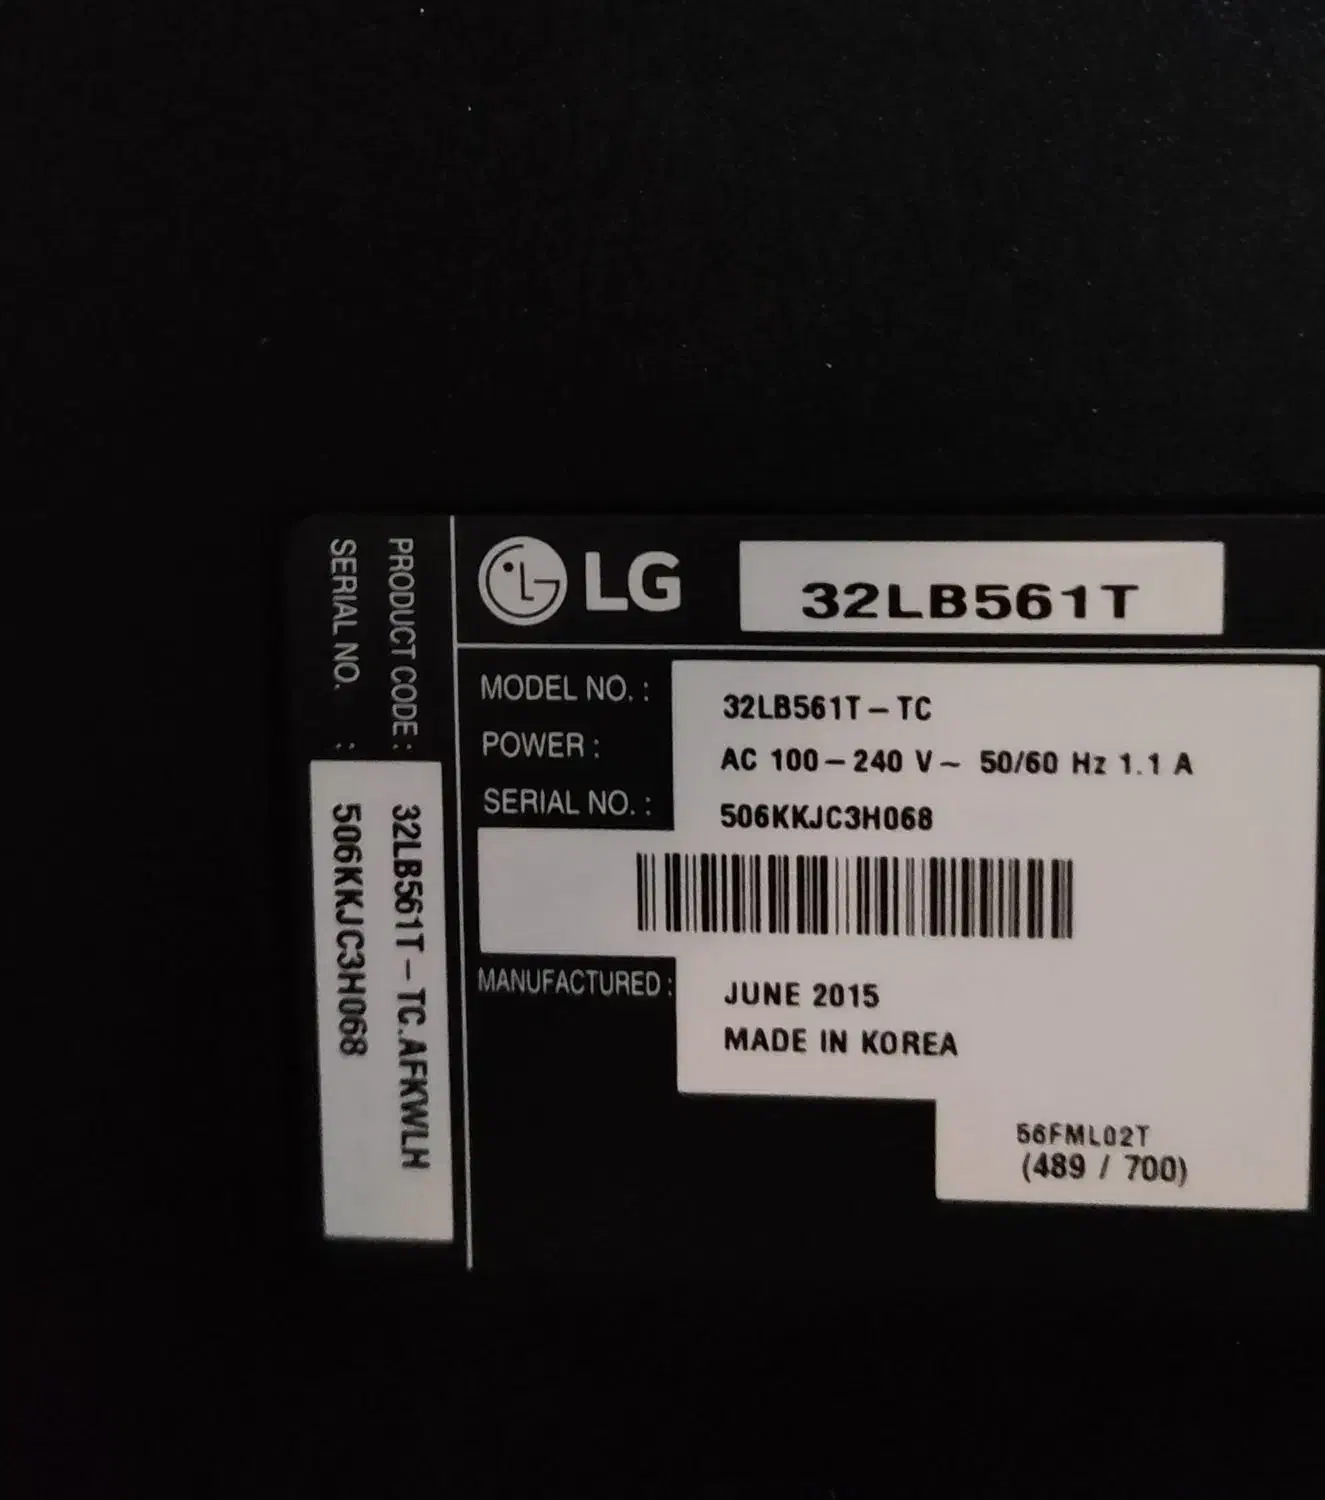 LG 32LB561T
MODEL NO. : 32LB561T – TC
POWER : AC 100 – 240 V ~ 50/60 Hz 1.1 A
SERIAL NO. : 506KKJC3H068
MANUFACTURED : JUNE 2015
MADE IN KOREA
56FML02T
(489 / 700)
PRODUCT CODE : 32LB561T – TC.AFKWLH
SERIAL NO. : 506KKJC3H068